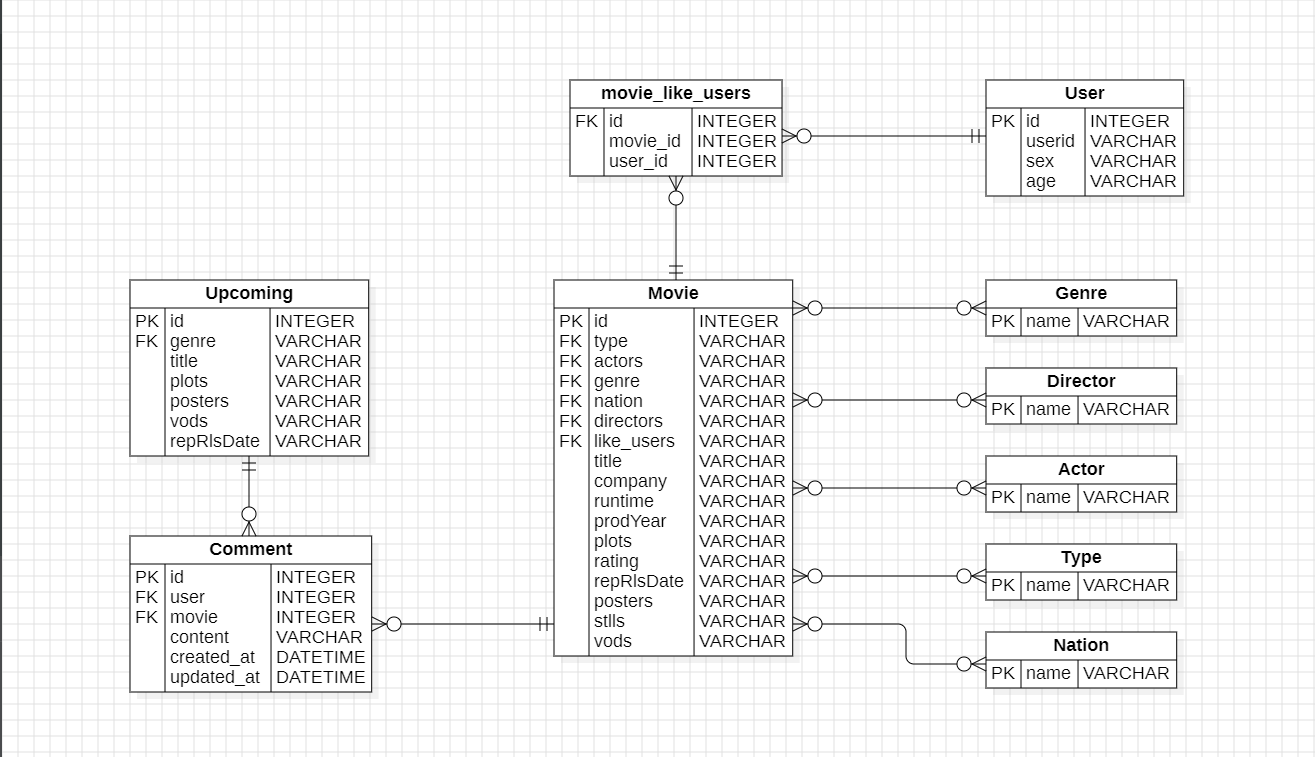 movie_like_users
FK id INTEGER
movie_id INTEGER
user_id INTEGER
User
PK id INTEGER
userid VARCHAR
sex VARCHAR
age VARCHAR
Upcoming
PK id INTEGER
FK genre VARCHAR
title VARCHAR
plots VARCHAR
posters VARCHAR
vods VARCHAR
repRlsDate VARCHAR
Movie
PK id INTEGER
FK type VARCHAR
FK actors VARCHAR
FK genre VARCHAR
FK nation VARCHAR
FK directors VARCHAR
FK like_users VARCHAR
title VARCHAR
company VARCHAR
runtime VARCHAR
prodYear VARCHAR
plots VARCHAR
rating VARCHAR
repRlsDate VARCHAR
posters VARCHAR
stlls VARCHAR
vods VARCHAR
Genre
PK name VARCHAR
Director
PK name VARCHAR
Actor
PK name VARCHAR
Type
PK name VARCHAR
Nation
PK name VARCHAR
Comment
PK id INTEGER
FK user INTEGER
FK movie INTEGER
content VARCHAR
created_at DATETIME
updated_at DATETIME